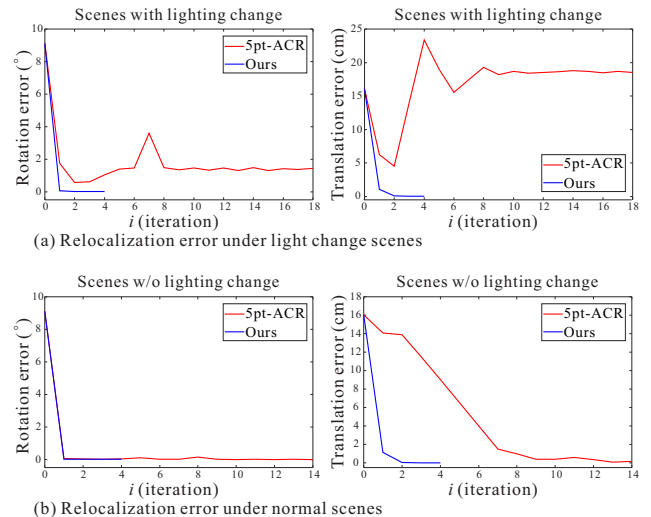 Scenes with lighting change
Rotation error (°)
10
8
6
4
2
0
0 2 4 6 8 10 12 14 16 18
5pt-ACR
Ours
i (iteration)
Scenes with lighting change
Translation error (cm)
25
20
15
10
5
0
0 2 4 6 8 10 12 14 16 18
5pt-ACR
Ours
i (iteration)
(a) Relocalization error under light change scenes
Scenes w/o lighting change
Rotation error (°)
10
8
6
4
2
0
0 2 4 6 8 10 12 14
5pt-ACR
Ours
i (iteration)
Scenes w/o lighting change
Translation error (cm)
18
16
14
12
10
8
6
4
2
0
0 2 4 6 8 10 12 14
5pt-ACR
Ours
i (iteration)
(b) Relocalization error under normal scenes